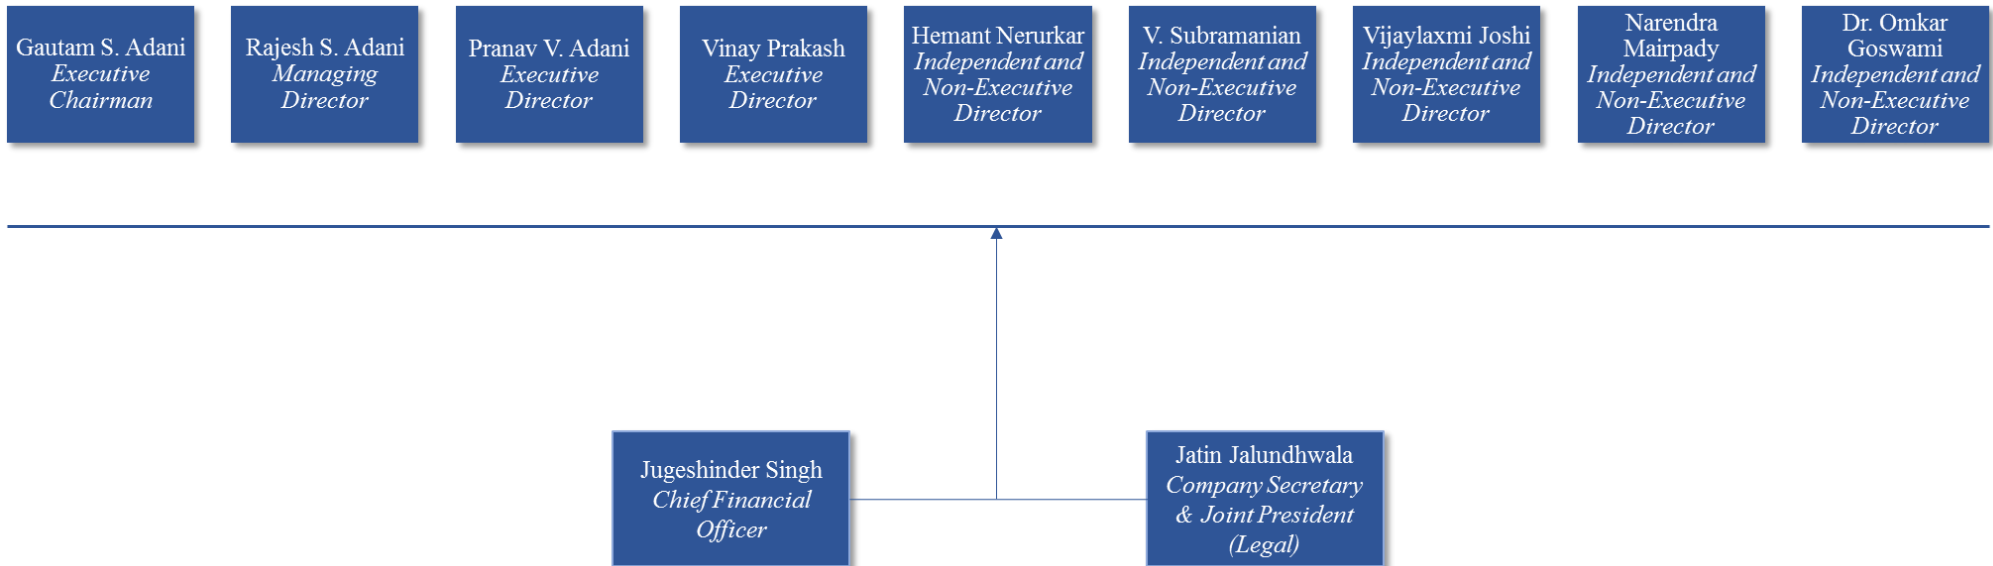 Gautam S. Adani
Executive
Chairman
Rajesh S. Adani
Managing
Director
Pranav V. Adani
Executive
Director
Vinay Prakash
Executive
Director
Hemant Nerurkar
Independent and
Non-Executive
Director
V. Subramanian
Independent and
Non-Executive
Director
Vijaylaxmi Joshi
Independent and
Non-Executive
Director
Narendra
Mairpady
Independent and
Non-Executive
Director
Dr. Omkar
Goswami
Independent and
Non-Executive
Director
Jugeshinder Singh
Chief Financial
Officer
Jatin Jalundhwala
Company Secretary
& Joint President
(Legal)